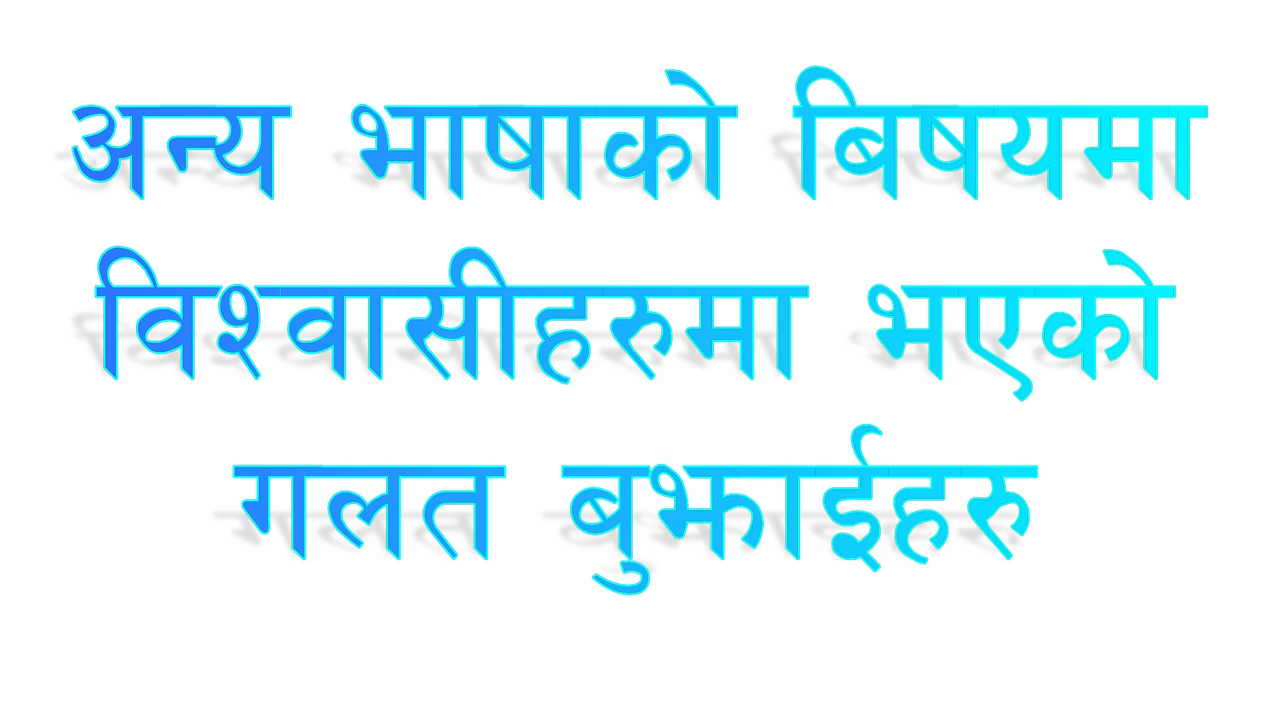 अन्य भाषाको बिषयमा
विश्वासीहरुमा भएको
गलत बुझाईहरु